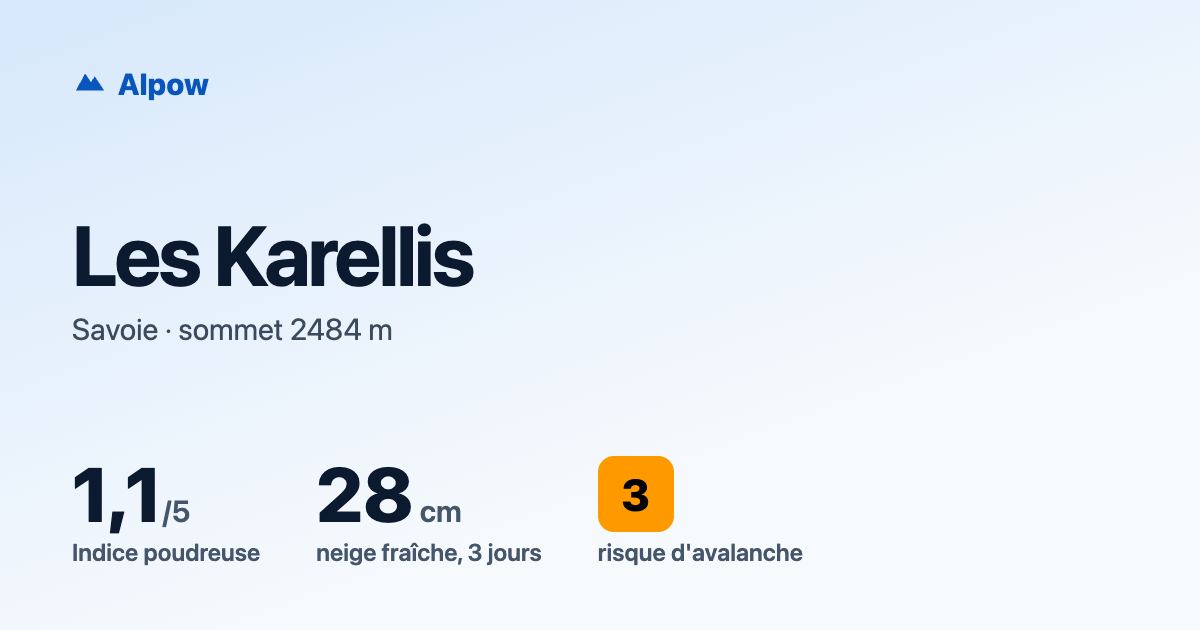 Alpow
Les Karellis
Savoie · sommet 2484 m
1,1/5
Indice poudreuse
28 cm
neige fraîche, 3 jours
3
risque d'avalanche